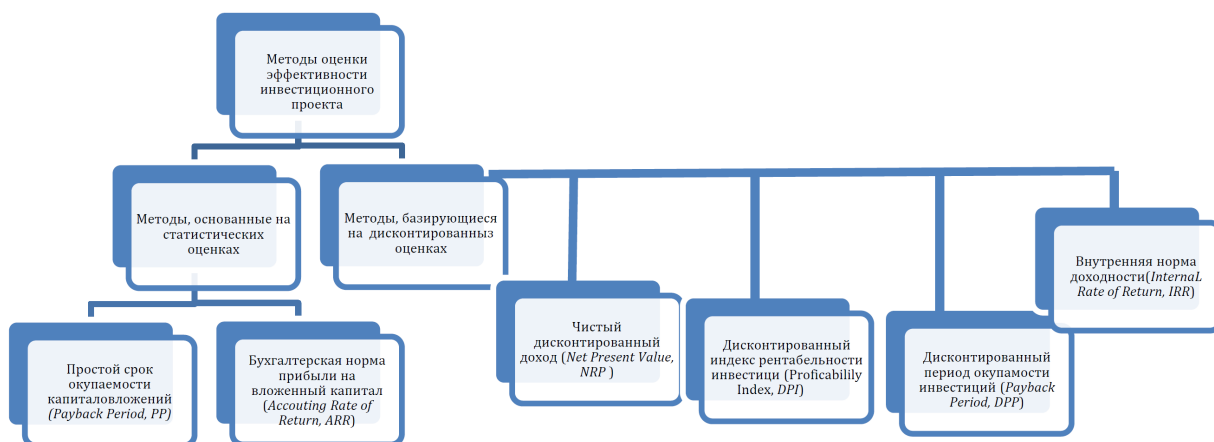 Методы оценки
эффективности
инвестиционного
проекта
Методы, основанные на
статистических
оценках
Методы, базирующиеся
на дисконтированныз
оценках
Простой срок
окупаемости
капиталовложений
(Payback Period, PP)
Бухгалтерская норма
прибыли на
вложенный капитал
(Accouting Rate of
Return, ARR)
Чистый
дисконтированный
доход (Net Present Value,
NRP )
Дисконтированный
индекс рентабельности
инвестици (Proficabilily
Index, DPI)
Дисконтированный
период окупамости
инвестиций (Payback
Period, DPP)
Внутренняя норма
доходности(InternaL
Rate of Return, IRR)